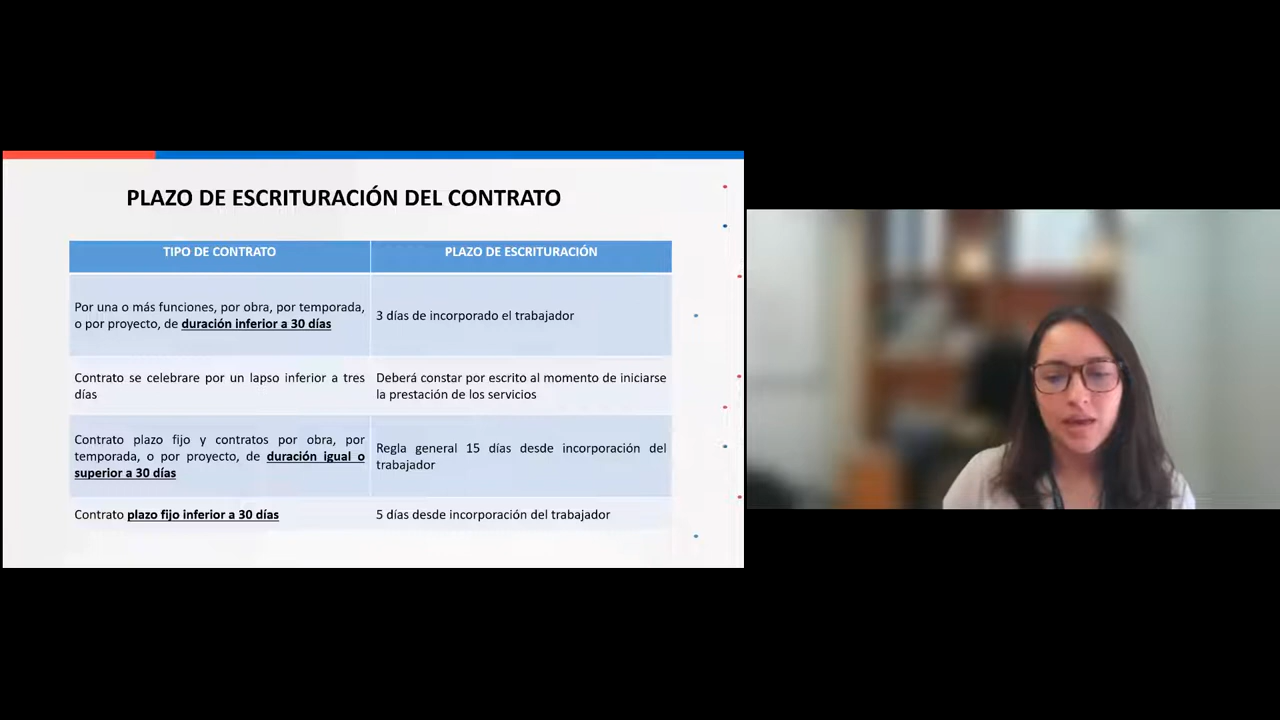 PLAZO DE ESCRITURACIÓN DEL CONTRATO
TIPO DE CONTRATO
PLAZO DE ESCRITURACIÓN
Por una o más funciones, por obra, por temporada,
o por proyecto, de duración inferior a 30 días
3 días de incorporado el trabajador
Contrato se celebrare por un lapso inferior a tres
días
Deberá constar por escrito al momento de iniciarse
la prestación de los servicios
Contrato plazo fijo y contratos por obra, por
temporada, o por proyecto, de duración igual o
superior a 30 días
Regla general 15 días desde incorporación del
trabajador
Contrato plazo fijo inferior a 30 días
5 días desde incorporación del trabajador